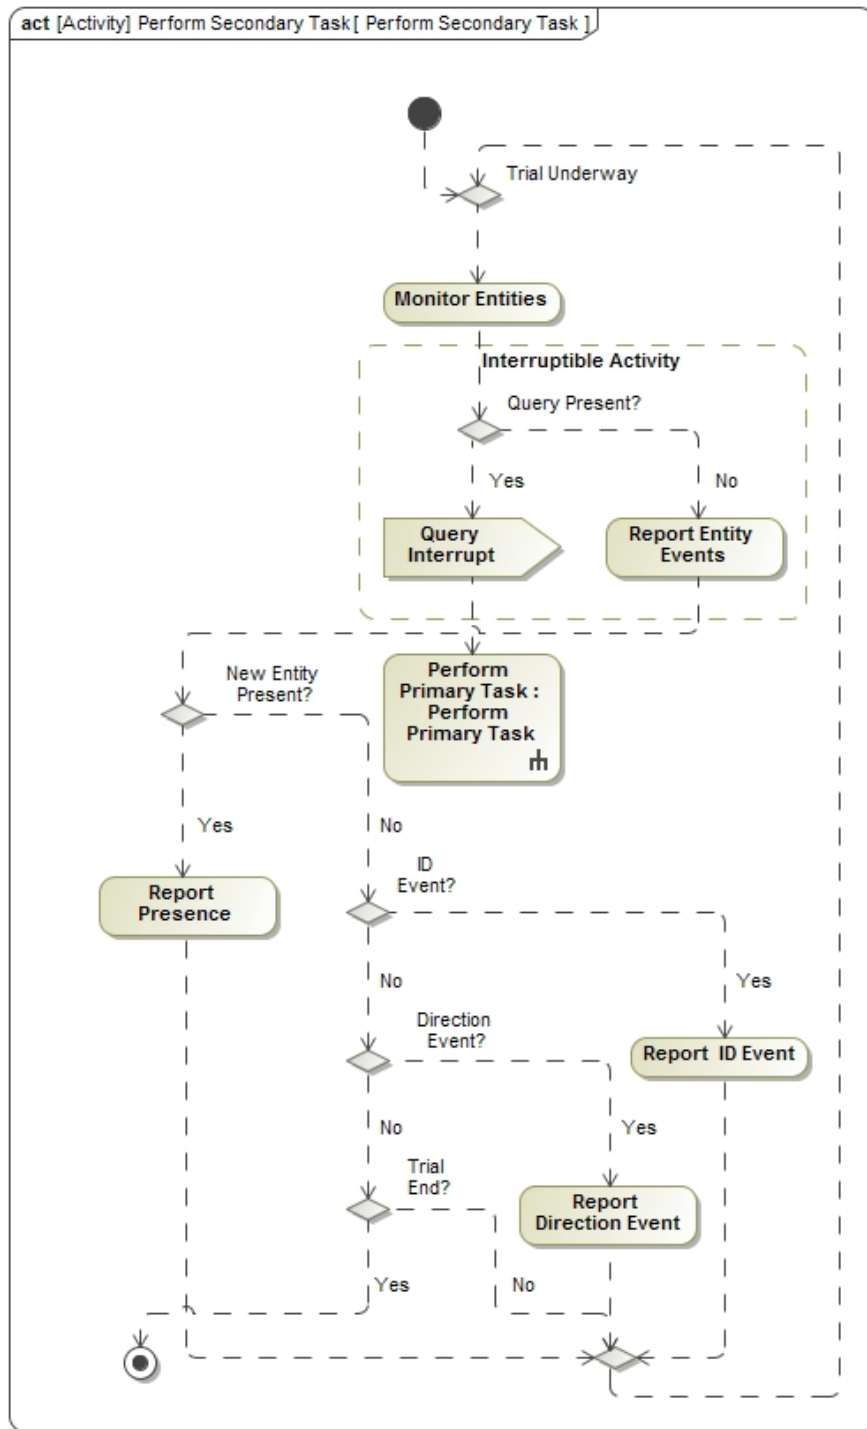 act [Activity] Perform Secondary Task [ Perform Secondary Task ]
Trial Underway
Monitor Entities
Interruptible Activity
Query Present?
Yes
No
Query
Interrupt
Report Entity
Events
New Entity
Present?
Perform
Primary Task :
Perform
Primary Task
Yes
No
ID
Event?
Report
Presence
No
Yes
Direction
Event?
Report ID Event
No
Yes
Trial
End?
Report
Direction Event
Yes
No